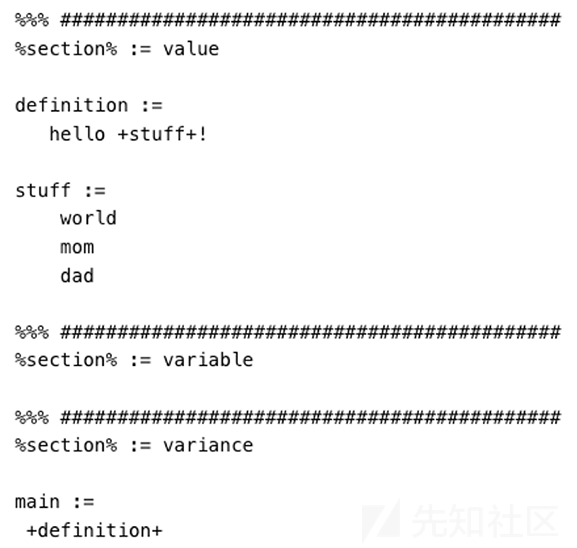 %%% ############################################
%section% := value
definition :=
hello +stuff+!
stuff :=
world
mom
dad
%%% ############################################
%section% := variable
%%% ############################################
%section% := variance
main :=
+definition+
先知社区